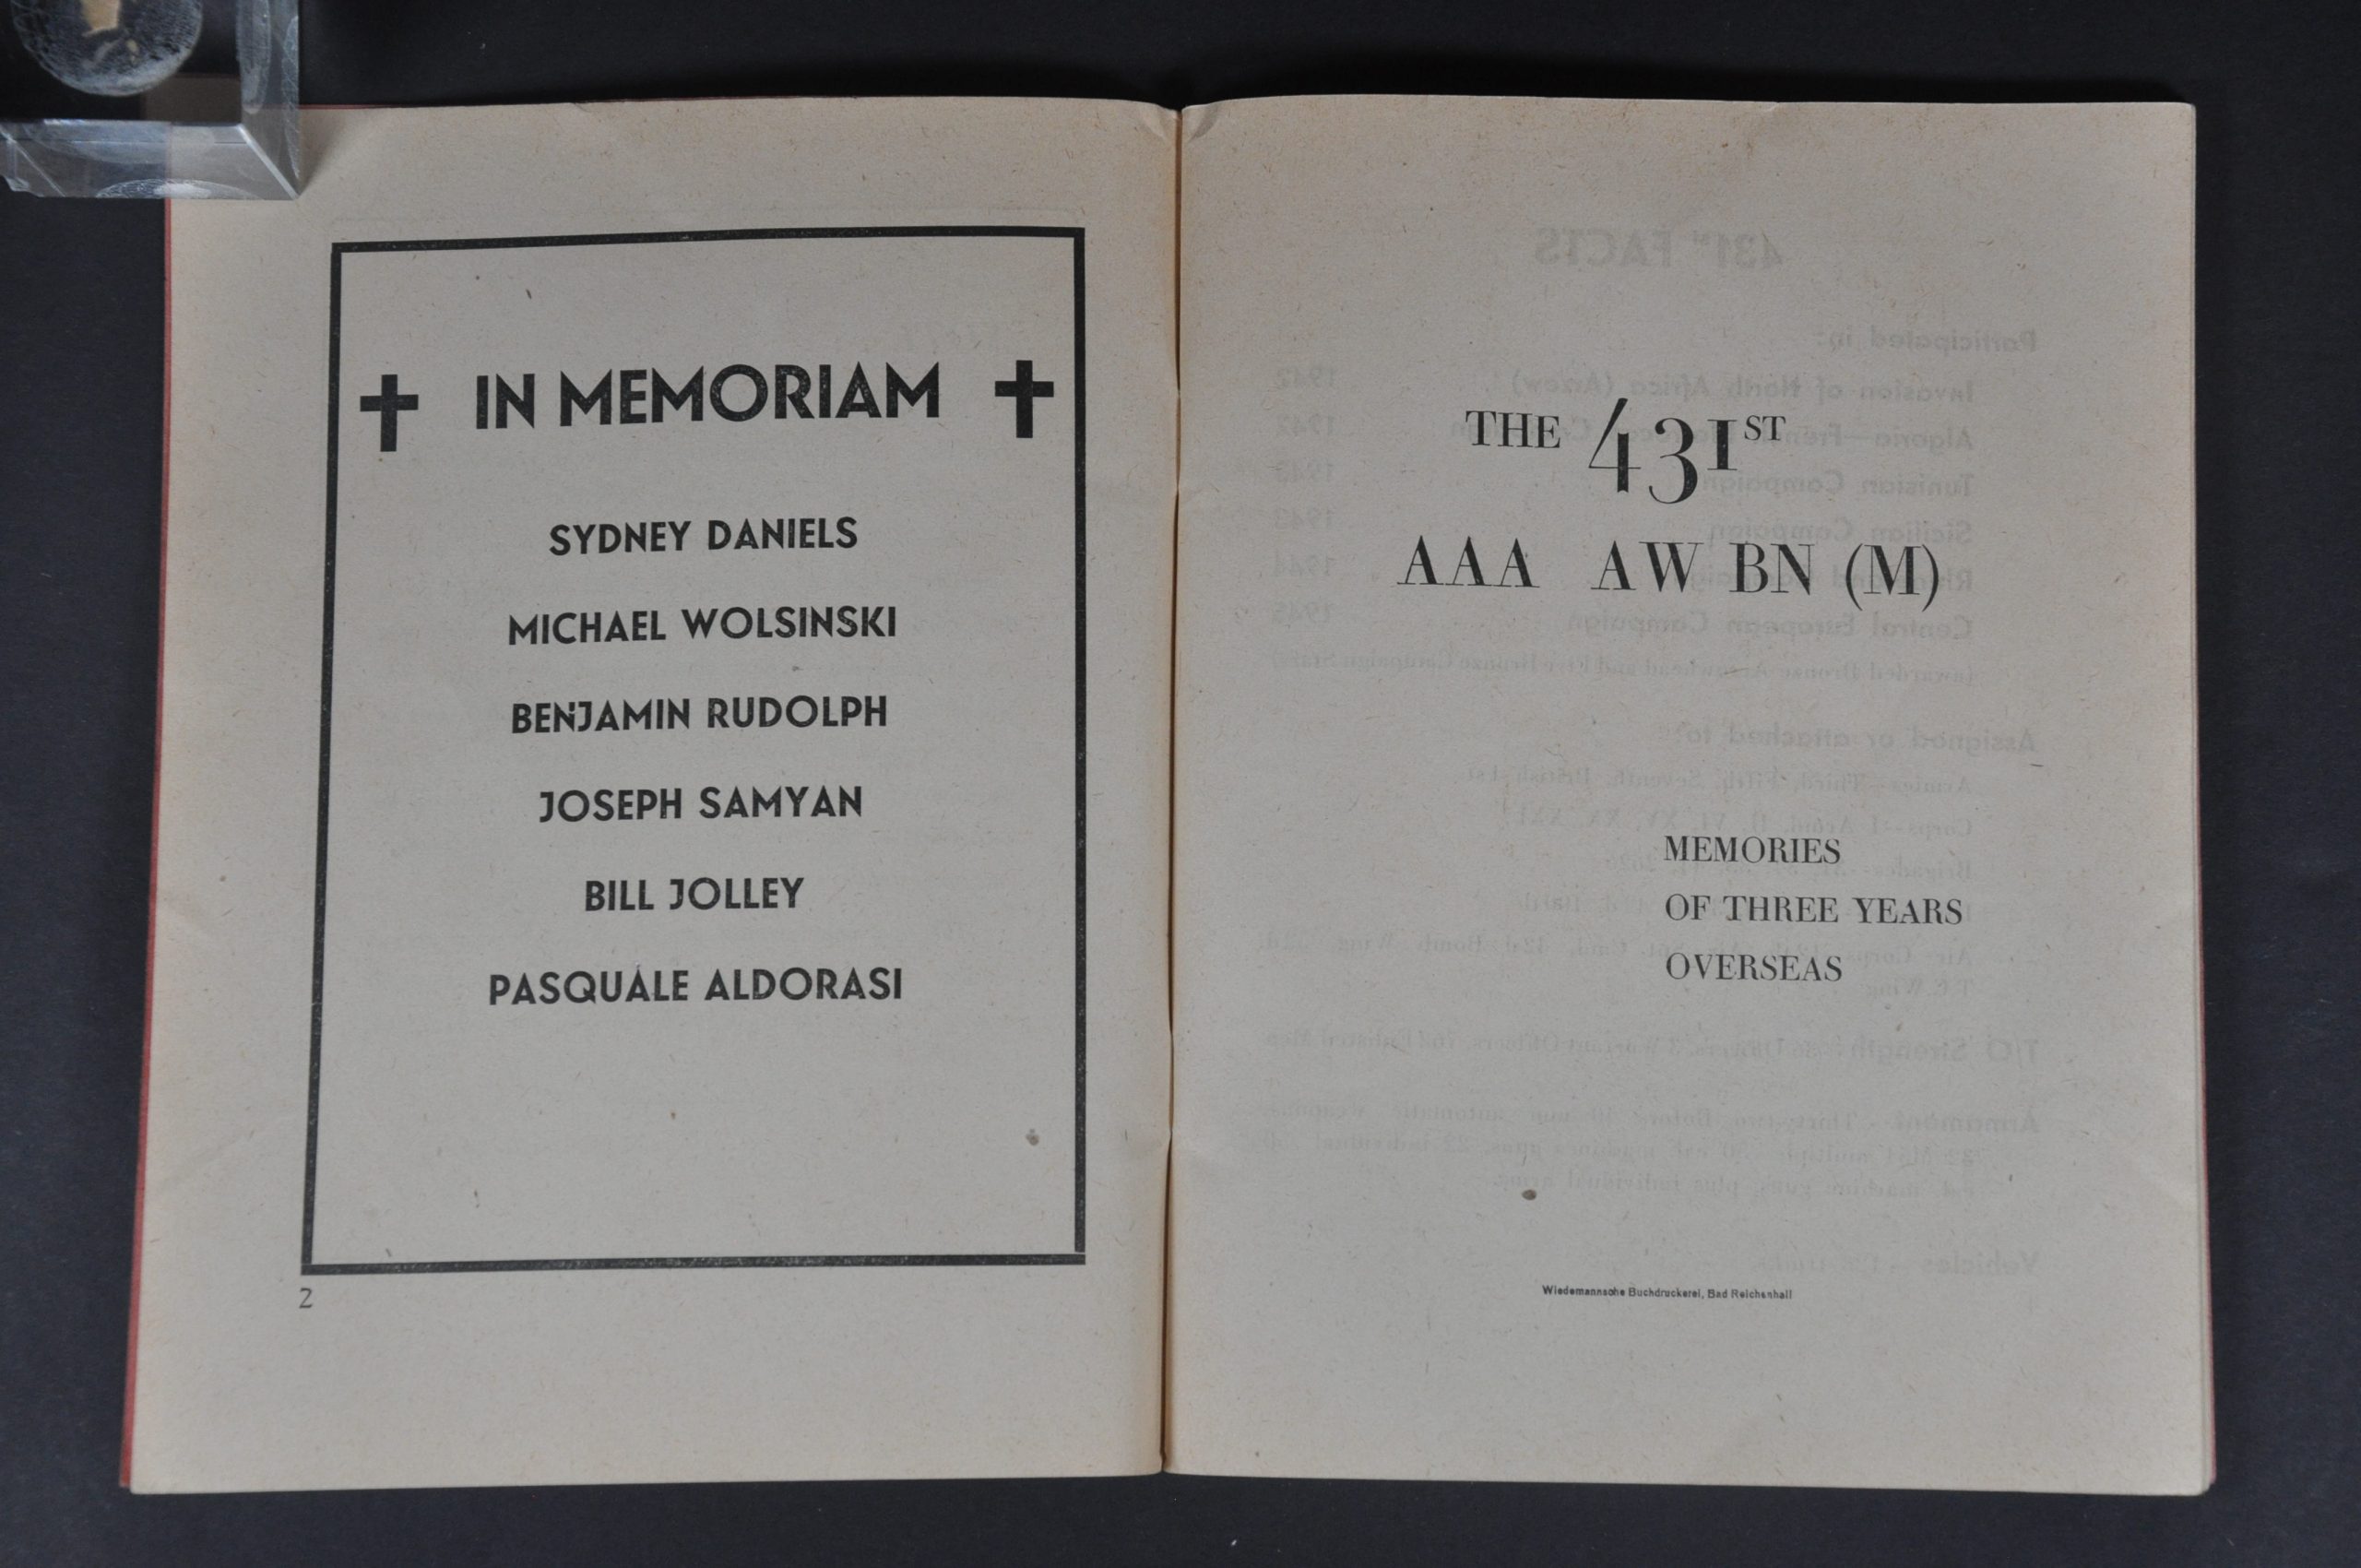 IN MEMORIAM
SYDNEY DANIELS
MICHAEL WOLSINSKI
BENJAMIN RUDOLPH
JOSEPH SAMYAN
BILL JOLLEY
PASQUALE ALDORASI
2
THE 431ST
AAA AW BN (M)
MEMORIES
OF THREE YEARS
OVERSEAS
Wiedemannsche Buchdruckerei, Bad Reichenhall